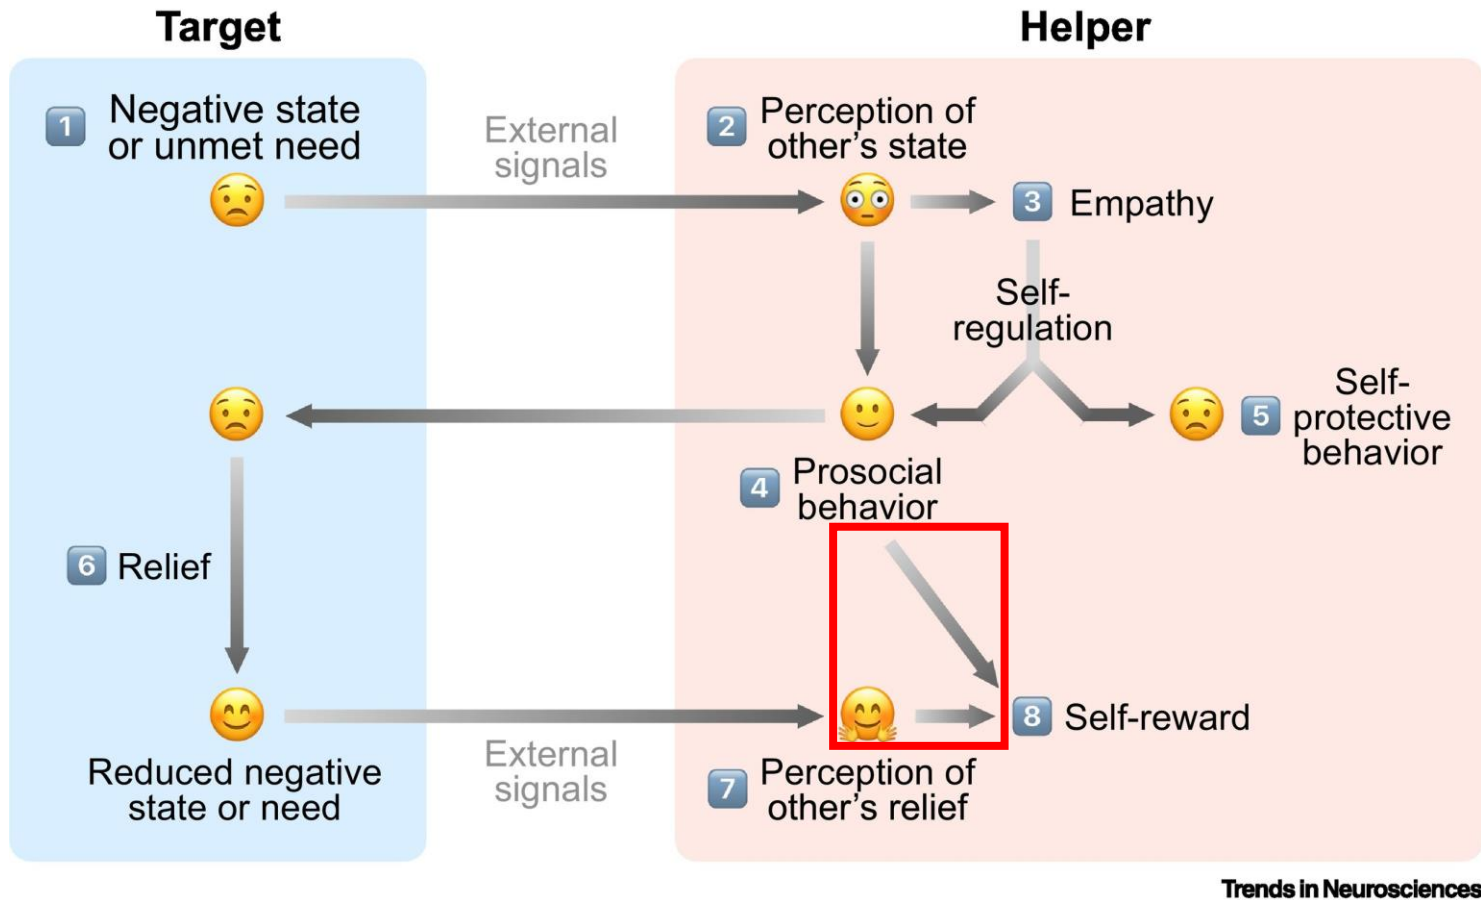 Target
Helper
1
Negative state
or unmet need
External
signals
2
Perception of
other's state
3
Empathy
Self-
regulation
4
Prosocial
behavior
5
Self-
protective
behavior
6
Relief
Reduced negative
state or need
External
signals
7
Perception of
other's relief
8
Self-reward
Trends in Neurosciences